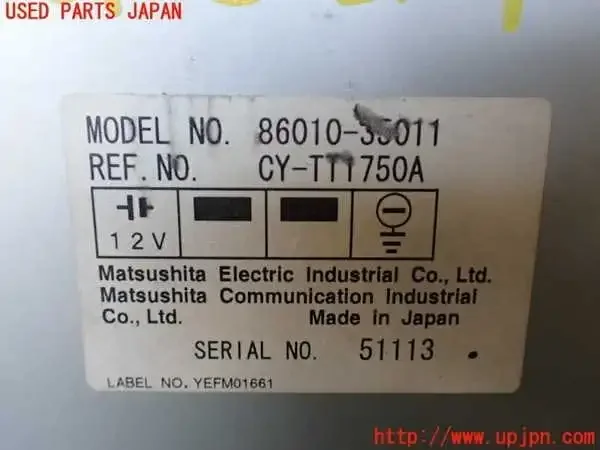 USED PARTS JAPAN
MODEL NO. 86010-35011
REF. NO. CY-TT1750A
12V
Matsushita Electric Industrial Co., Ltd.
Matsushita Communication Industrial
Co., Ltd. Made in Japan
SERIAL NO. 51113
LABEL NO. YEFM01661
http://www.upjpn.com/